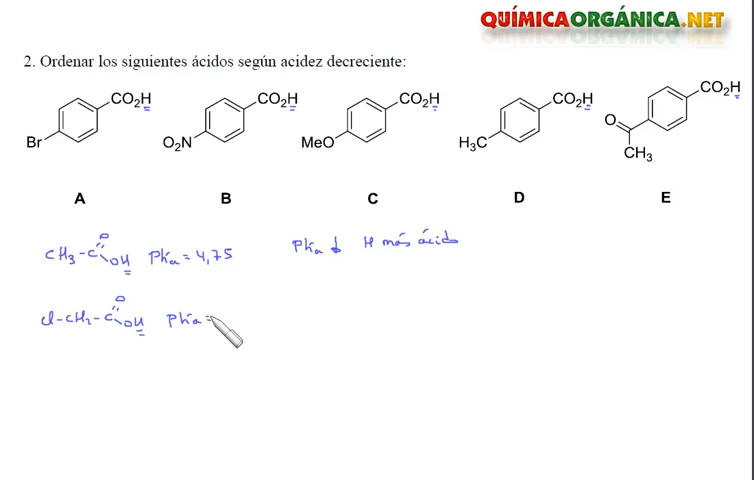 QUÍMICAORGÁNICA.NET
2. Ordenar los siguientes ácidos según acidez decreciente:
CO2H CO2H CO2H CO2H CO2H
Br O2N MeO H3C O CH3
A B C D E
CH3-C O OH Pka = 4,75 Pka ↓ H más ácido
Cl-CH2-C O OH Pka =